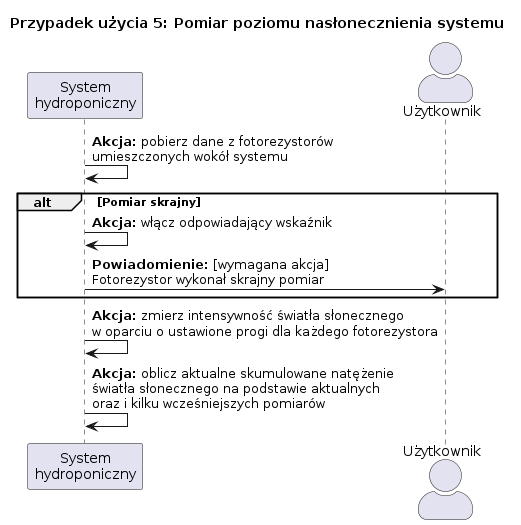 Przypadek użycia 5: Pomiar poziomu nasłonecznienia systemu
System
hydroponiczny
Użytkownik
Akcja: pobierz dane z fotorezystorów
umieszczonych wokół systemu
alt
[Pomiar skrajny]
Akcja: włącz odpowiadający wskaźnik
Powiadomienie: [wymagana akcja]
Fotorezystor wykonał skrajny pomiar
Akcja: zmierz intensywność światła słonecznego
w oparciu o ustawione progi dla każdego fotorezystora
Akcja: oblicz aktualne skumulowane natężenie
światła słonecznego na podstawie aktualnych
oraz i kilku wcześniejszych pomiarów
System
hydroponiczny
Użytkownik